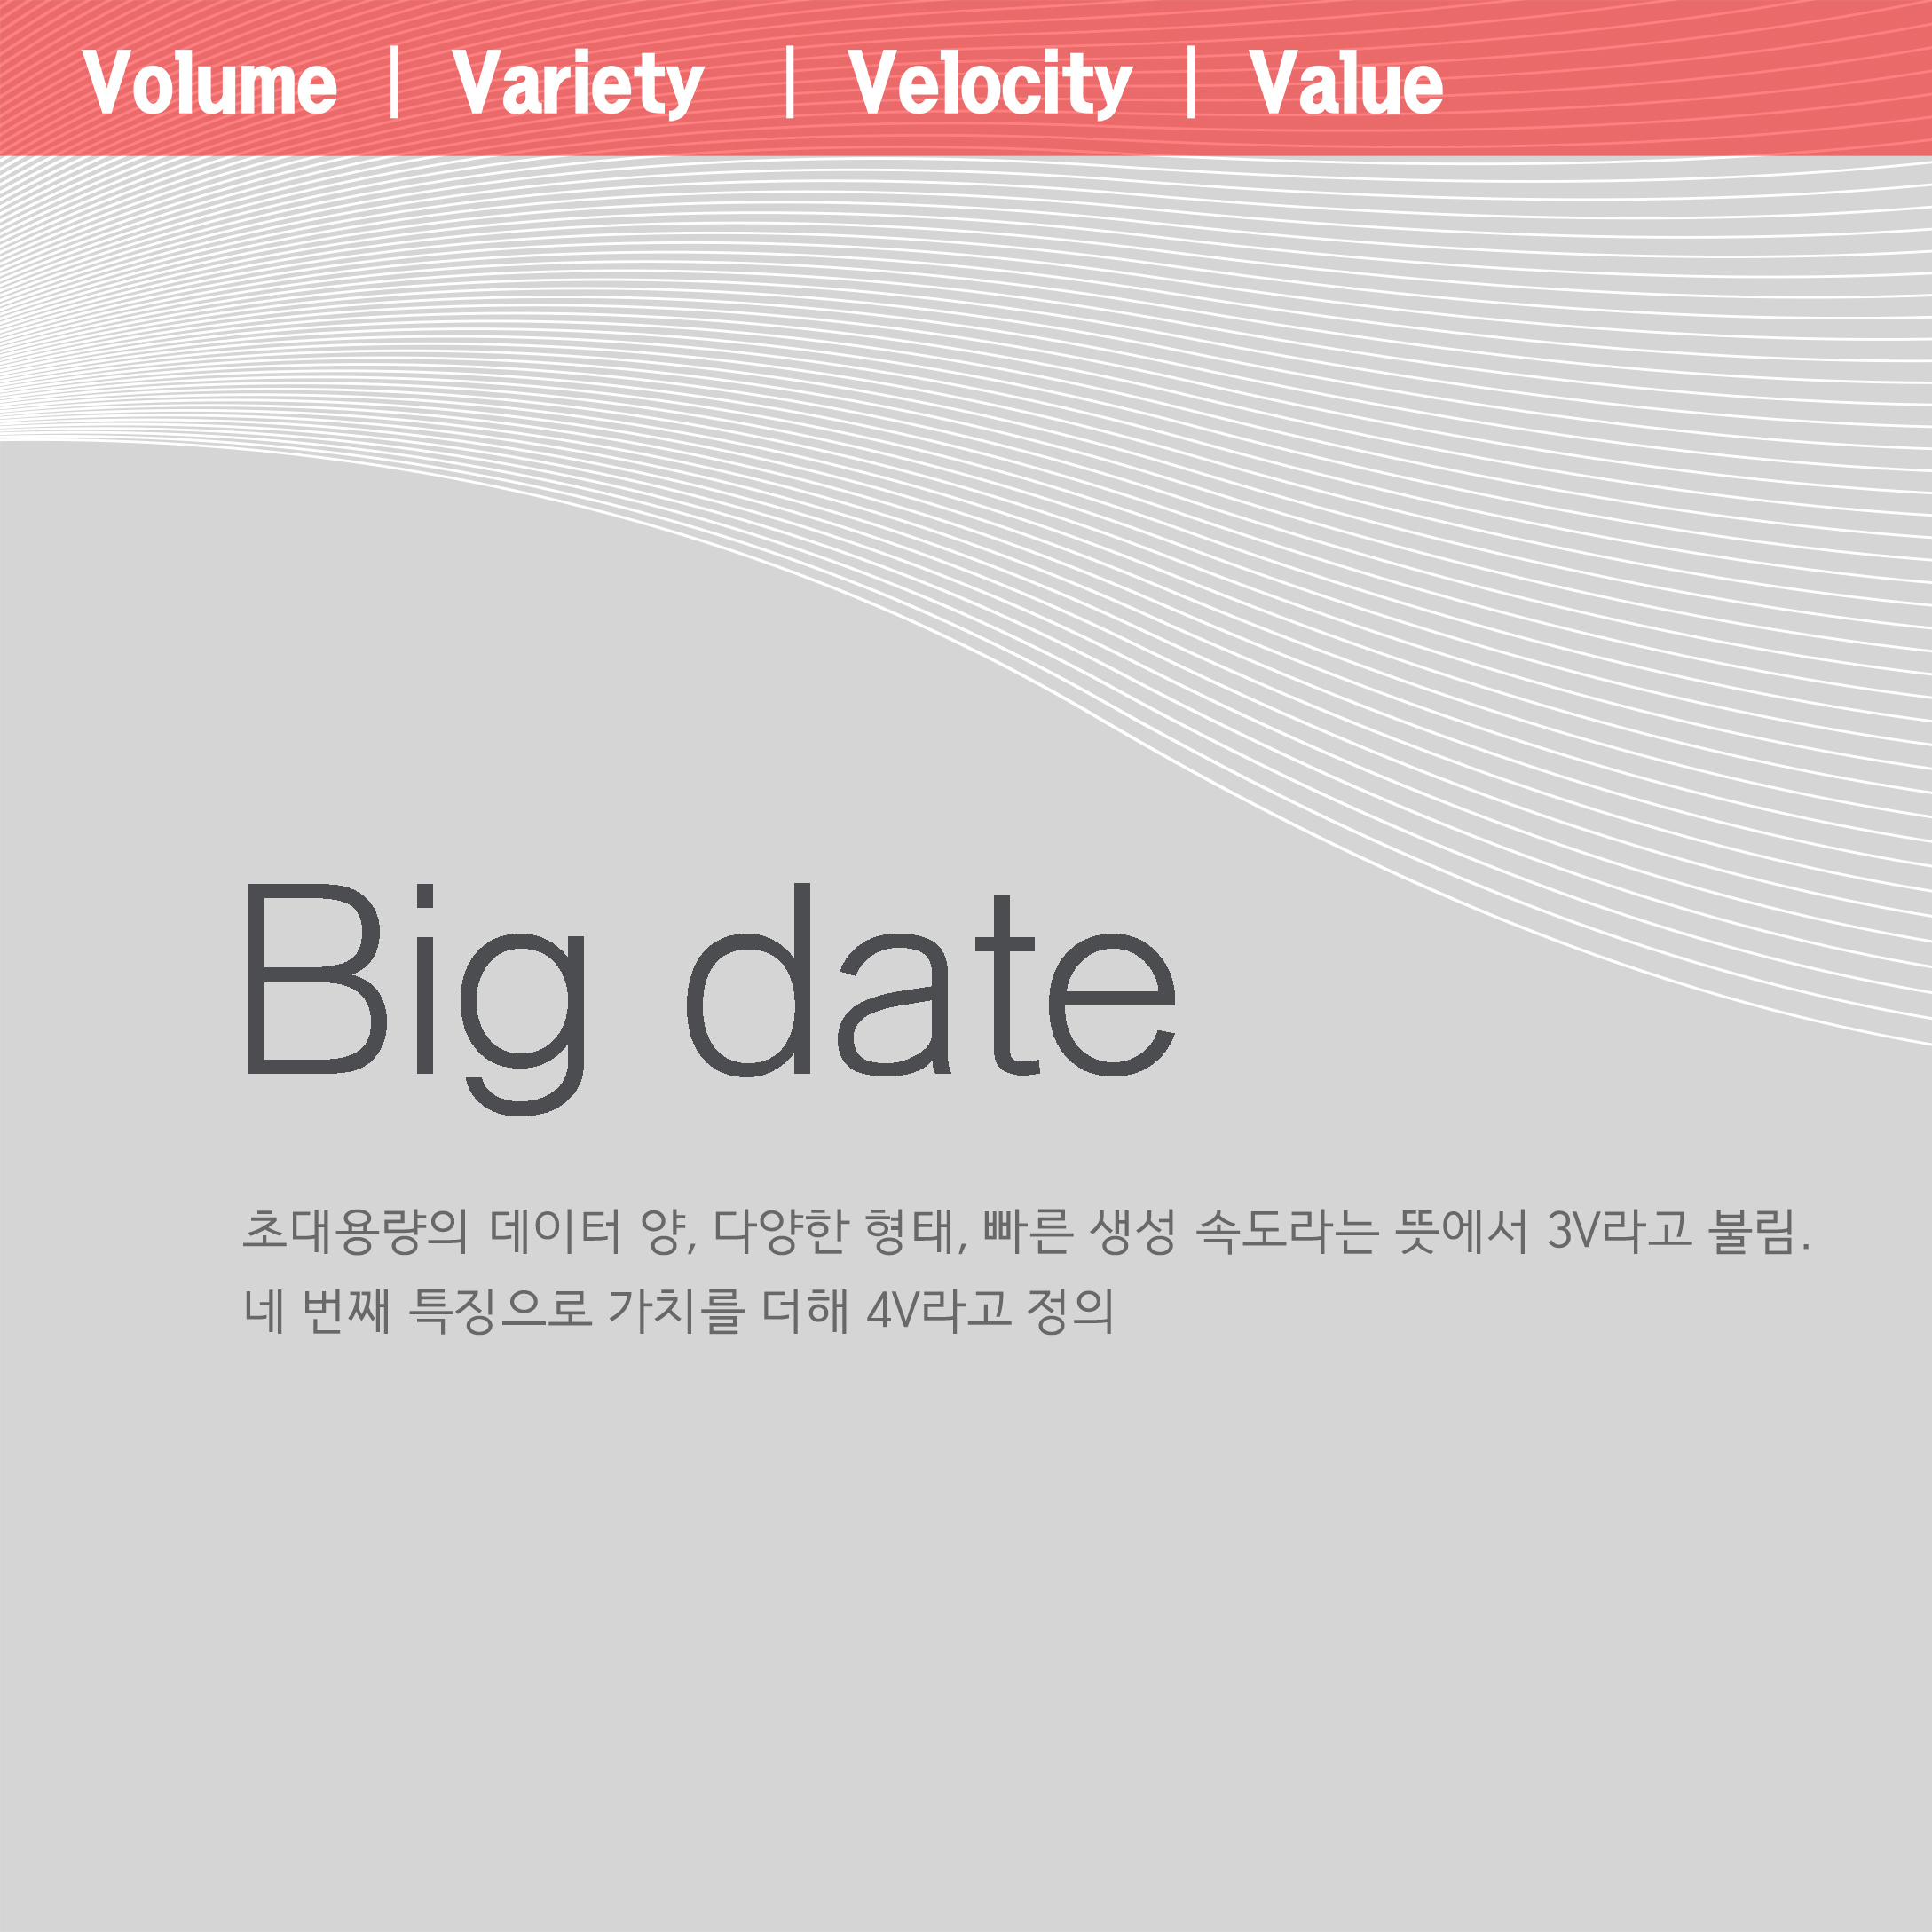 Volume | Variety | Velocity | Value
Big date
초대용량의 데이터 양, 다양한 형태, 빠른 생성 속도라는 뜻에서 3V라고 불림.
네 번째 특징으로 가치를 더해 4V라고 정의